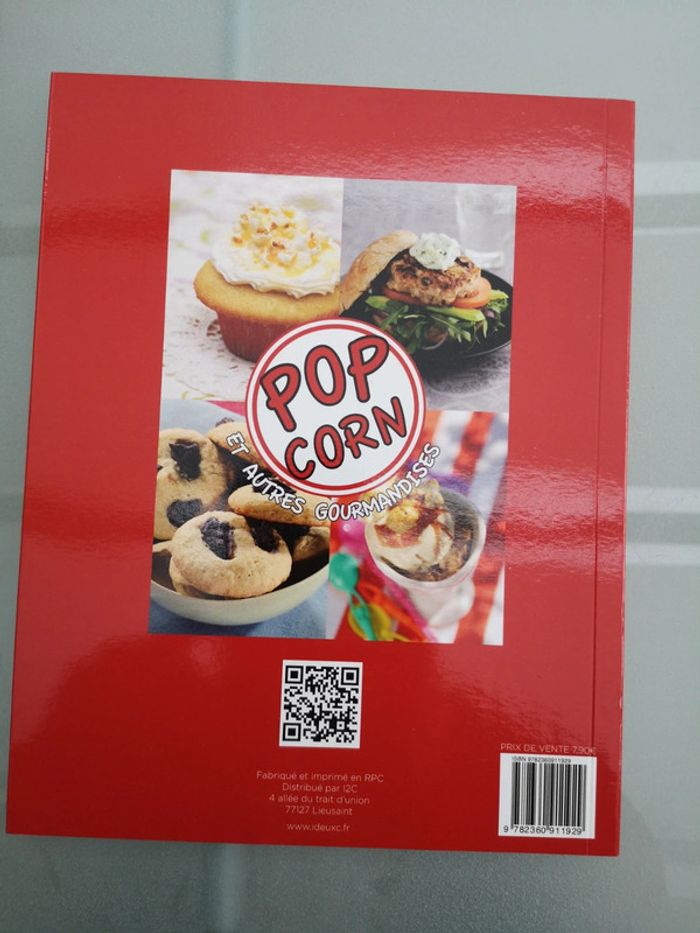 POP
CORN
ET AUTRES GOURMANDISES
PRIX DE VENTE 7,90€
ISBN 9782360911929
9 782360 911929
Fabriqué et imprimé en RPC
Distribué par I2C
4 allée du trait d'union
77127 Lieusaint
www.ideuxc.fr